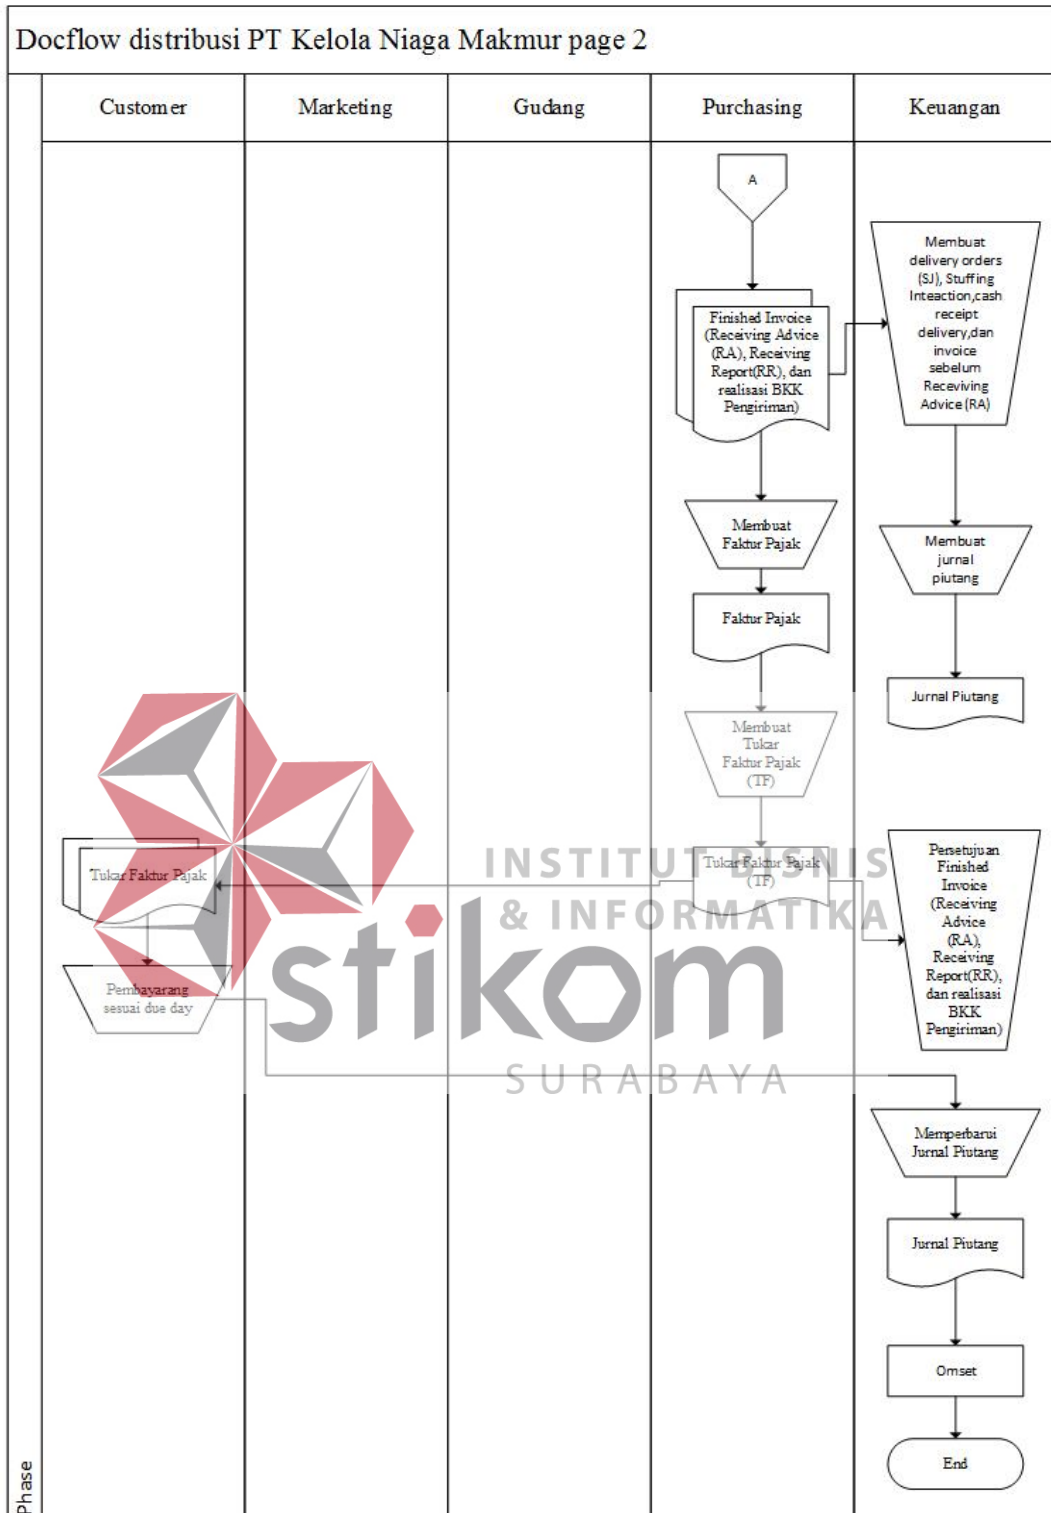 Docflow distribusi PT Kelola Niaga Makmur page 2
Customer
Marketing
Gudang
Purchasing
Keuangan
A
Membuat
delivery orders
(SJ), Stuffing
Inteaction,cash
receipt
delivery,dan
invoice
sebelum
Receviving
Advice (RA)
Finished Invoice
(Receiving Advice
(RA), Receiving
Report(RR), dan
realisasi BKK
Pengiriman)
Membuat
Faktur Pajak
Membuat
jurnal
piutang
Faktur Pajak
Jurnal Piutang
Membuat
Tukar
Faktur Pajak
(TF)
Tukar Faktur Pajak
Tukar Faktur Pajak
(TF)
Persetujuan
Finished
Invoice
(Receiving
Advice
(RA),
Receiving
Report(RR),
dan realisasi
BKK
Pengiriman)
INSTITUT BISNIS
& INFORMATIKA
stikom
SURABAYA
Pembayarang
sesuai due day
Memperbarui
Jurnal Piutang
Jurnal Piutang
Omset
End
Phase